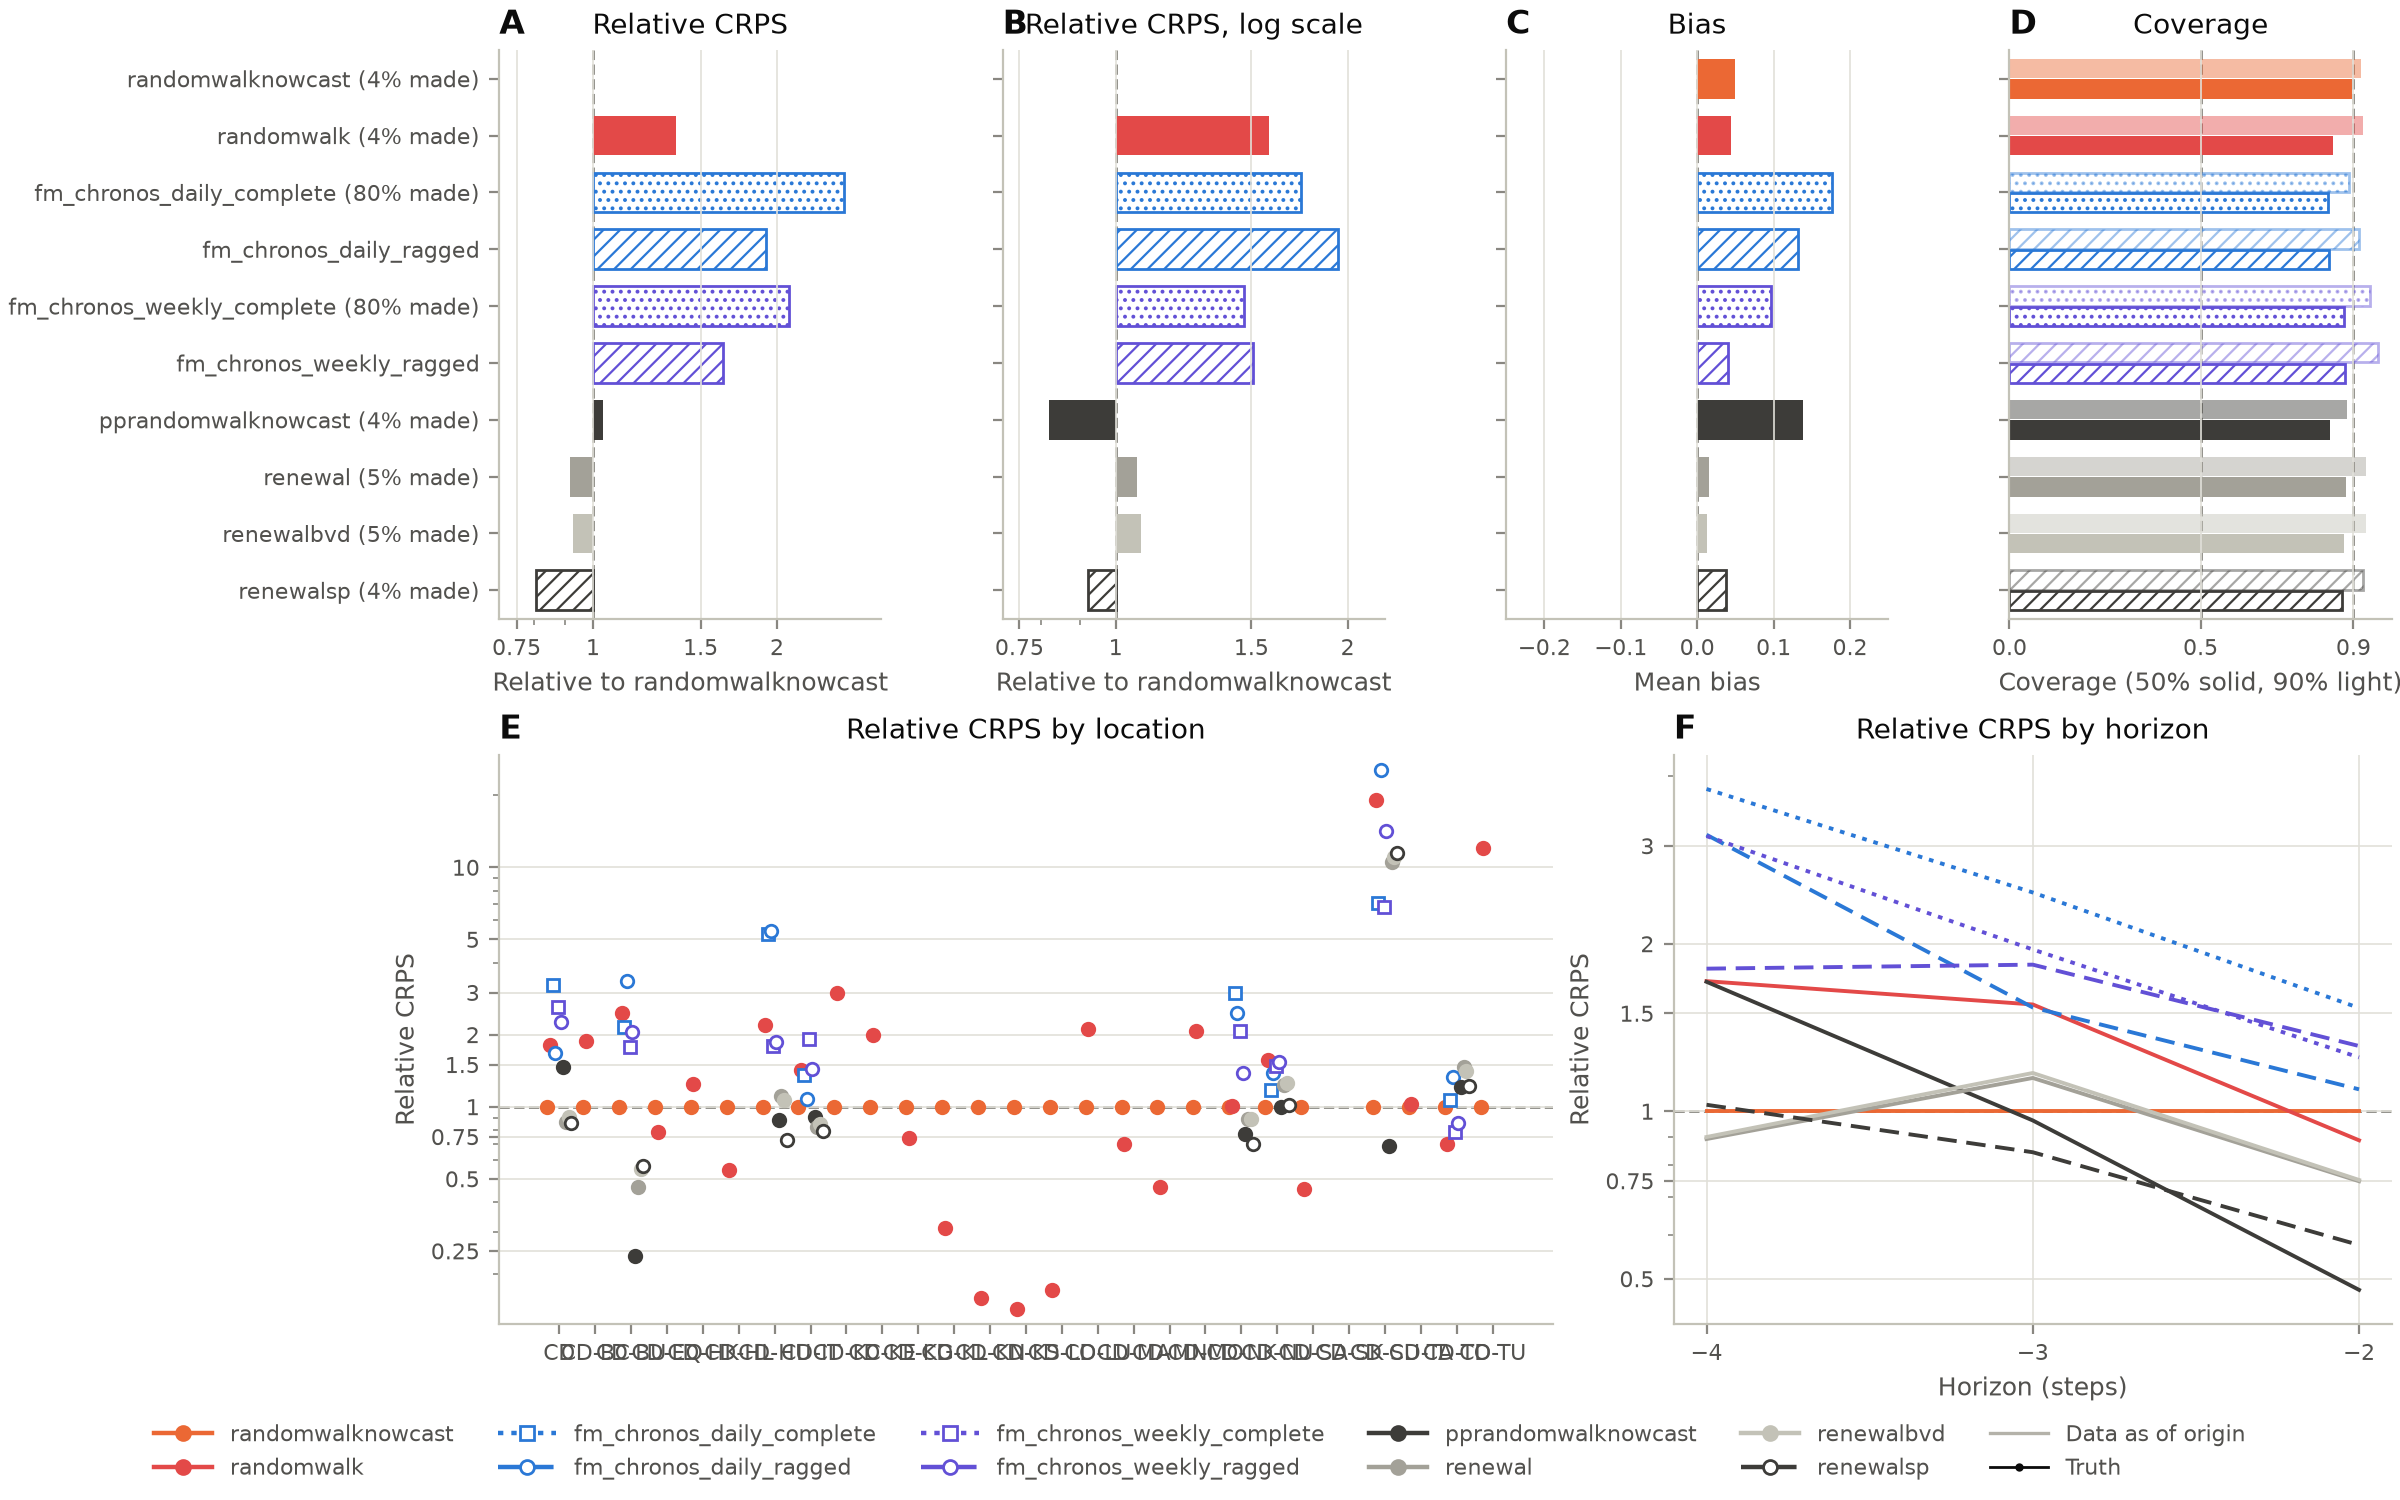 A Relative CRPS
B Relative CRPS, log scale
C Bias
D Coverage
randomwalknowcast (4% made)
randomwalk (4% made)
fm_chronos_daily_complete (80% made)
fm_chronos_daily_ragged
fm_chronos_weekly_complete (80% made)
fm_chronos_weekly_ragged
pprandomwalknowcast (4% made)
renewal (5% made)
renewalbvd (5% made)
renewalsp (4% made)
0.75 1 1.5 2
Relative to randomwalknowcast
0.75 1 1.5 2
Relative to randomwalknowcast
−0.2 −0.1 0.0 0.1 0.2
Mean bias
0.0 0.5 0.9
Coverage (50% solid, 90% light)
E Relative CRPS by location
Relative CRPS
10
5
3
2
1.5
1
0.75
0.5
0.25
F Relative CRPS by horizon
Relative CRPS
3
2
1.5
1
0.75
0.5
−4 −3 −2
Horizon (steps)
randomwalknowcast
randomwalk
fm_chronos_daily_complete
fm_chronos_daily_ragged
fm_chronos_weekly_complete
fm_chronos_weekly_ragged
pprandomwalknowcast
renewal
renewalbvd
renewalsp
Data as of origin
Truth